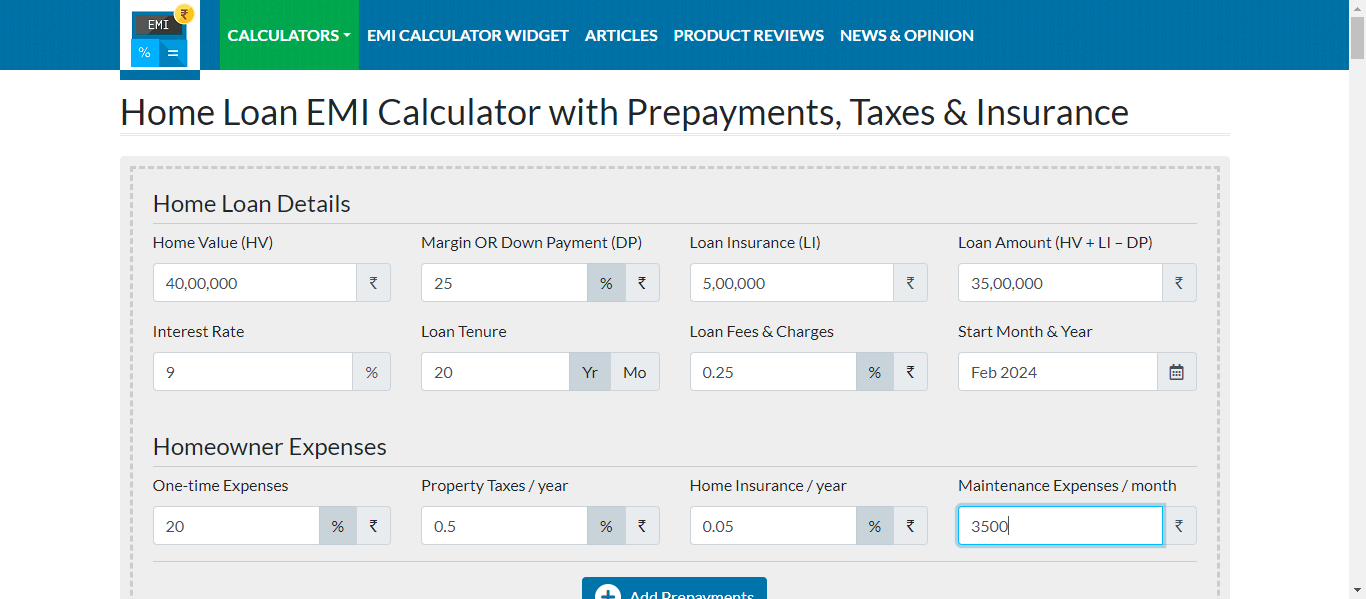 EMI ₹
% =
CALCULATORS EMI CALCULATOR WIDGET ARTICLES PRODUCT REVIEWS NEWS & OPINION
Home Loan EMI Calculator with Prepayments, Taxes & Insurance
Home Loan Details
Home Value (HV) Margin OR Down Payment (DP) Loan Insurance (LI) Loan Amount (HV + LI – DP)
40,00,000 ₹ 25 % ₹ 5,00,000 ₹ 35,00,000 ₹
Interest Rate Loan Tenure Loan Fees & Charges Start Month & Year
9 % 20 Yr Mo 0.25 % ₹ Feb 2024
Homeowner Expenses
One-time Expenses Property Taxes / year Home Insurance / year Maintenance Expenses / month
20 % ₹ 0.5 % ₹ 0.05 % ₹ 3500 ₹
Add Prepayments